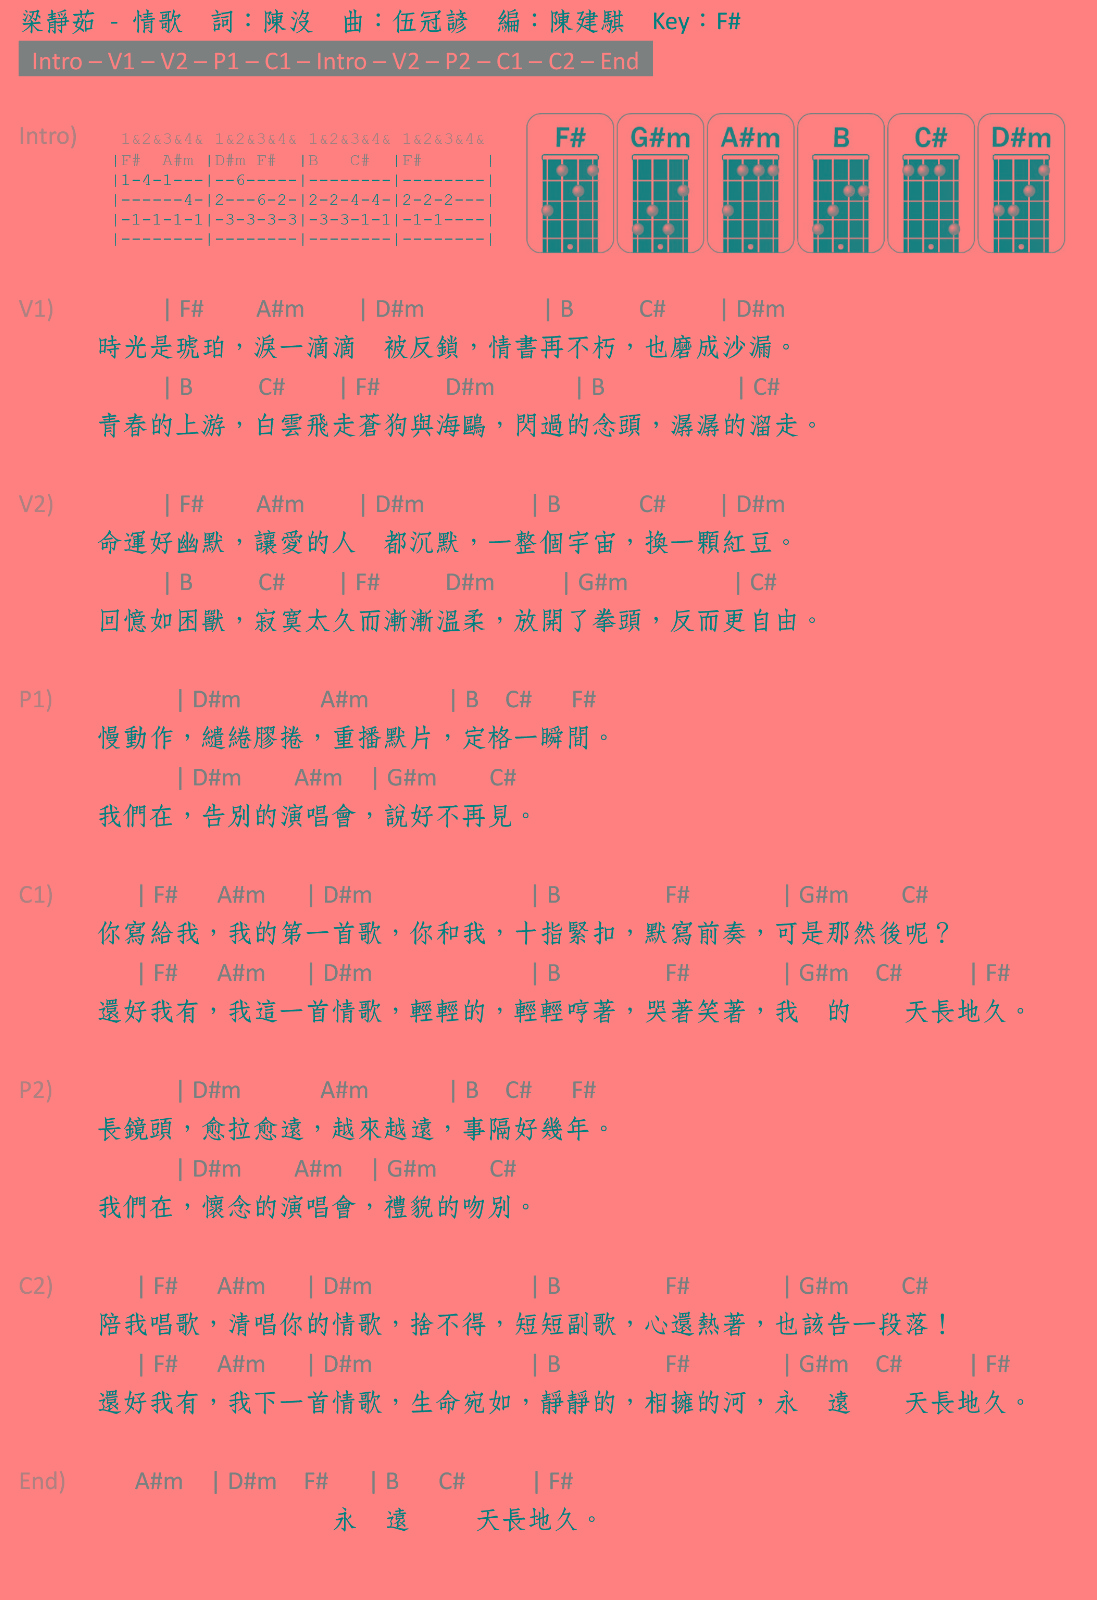 梁靜茹 - 情歌　詞：陳沒　曲：伍冠諺　編：陳建騏　Key：F#
Intro – V1 – V2 – P1 – C1 – Intro – V2 – P2 – C1 – C2 – End
Intro)
1&2&3&4& 1&2&3&4& 1&2&3&4& 1&2&3&4&
|F#  A#m |D#m F#  |B   C#  |F#      |
|1-4-1---|--6-----|--------|--------|
|------4-|2---6-2-|2-2-4-4-|2-2-2---|
|-1-1-1-1|-3-3-3-3|-3-3-1-1|-1-1----|
|--------|--------|--------|--------|
F# G#m A#m B C# D#m
V1) | F# A#m | D#m | B C# | D#m
時光是琥珀，淚一滴滴　被反鎖，情書再不朽，也磨成沙漏。
| B C# | F# D#m | B | C#
青春的上游，白雲飛走蒼狗與海鷗，閃過的念頭，潺潺的溜走。
V2) | F# A#m | D#m | B C# | D#m
命運好幽默，讓愛的人　都沉默，一整個宇宙，換一顆紅豆。
| B C# | F# D#m | G#m | C#
回憶如困獸，寂寞太久而漸漸溫柔，放開了拳頭，反而更自由。
P1) | D#m A#m | B C# F#
慢動作，繾綣膠捲，重播默片，定格一瞬間。
| D#m A#m | G#m C#
我們在，告別的演唱會，說好不再見。
C1) | F# A#m | D#m | B F# | G#m C#
你寫給我，我的第一首歌，你和我，十指緊扣，默寫前奏，可是那然後呢？
| F# A#m | D#m | B F# | G#m C# | F#
還好我有，我這一首情歌，輕輕的，輕輕哼著，哭著笑著，我　的　　天長地久。
P2) | D#m A#m | B C# F#
長鏡頭，愈拉愈遠，越來越遠，事隔好幾年。
| D#m A#m | G#m C#
我們在，懷念的演唱會，禮貌的吻別。
C2) | F# A#m | D#m | B F# | G#m C#
陪我唱歌，清唱你的情歌，捨不得，短短副歌，心還熱著，也該告一段落！
| F# A#m | D#m | B F# | G#m C# | F#
還好我有，我下一首情歌，生命宛如，靜靜的，相擁的河，永　遠　　天長地久。
End) A#m | D#m F# | B C# | F#
永　遠　　天長地久。